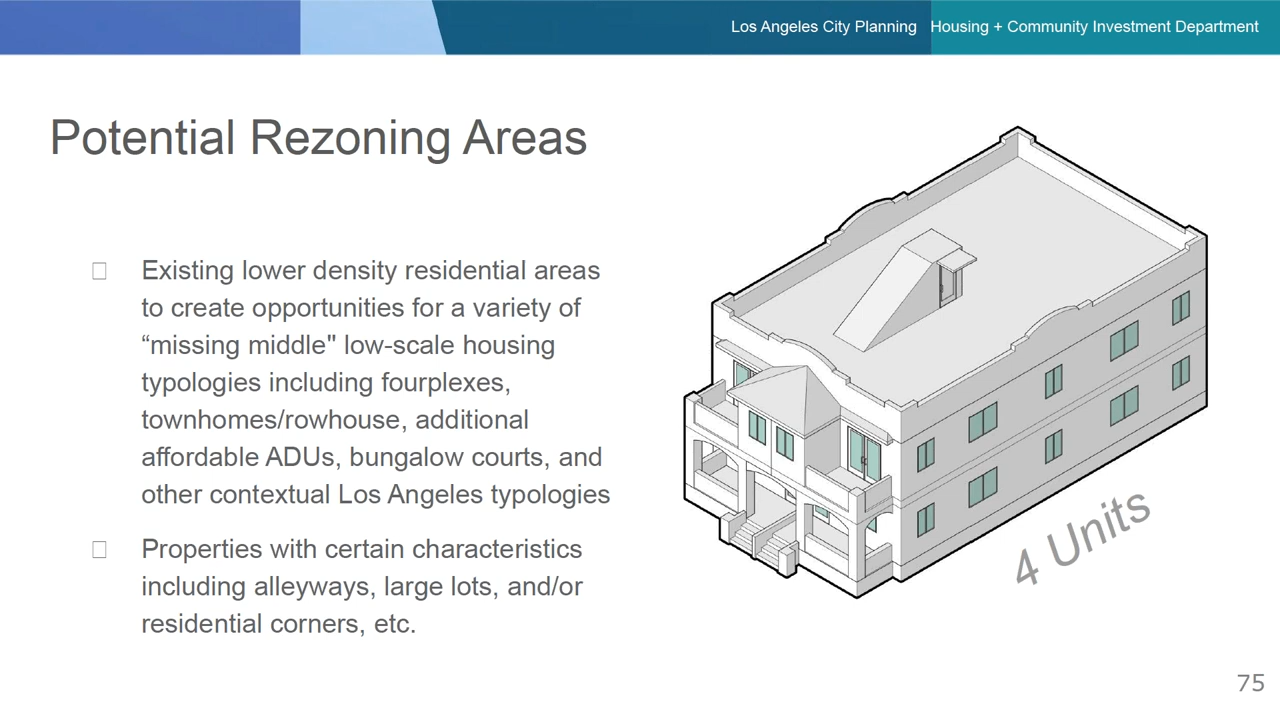 Los Angeles City Planning Housing + Community Investment Department
Potential Rezoning Areas
Existing lower density residential areas
to create opportunities for a variety of
“missing middle" low-scale housing
typologies including fourplexes,
townhomes/rowhouse, additional
affordable ADUs, bungalow courts, and
other contextual Los Angeles typologies
Properties with certain characteristics
including alleyways, large lots, and/or
residential corners, etc.
4 Units
75